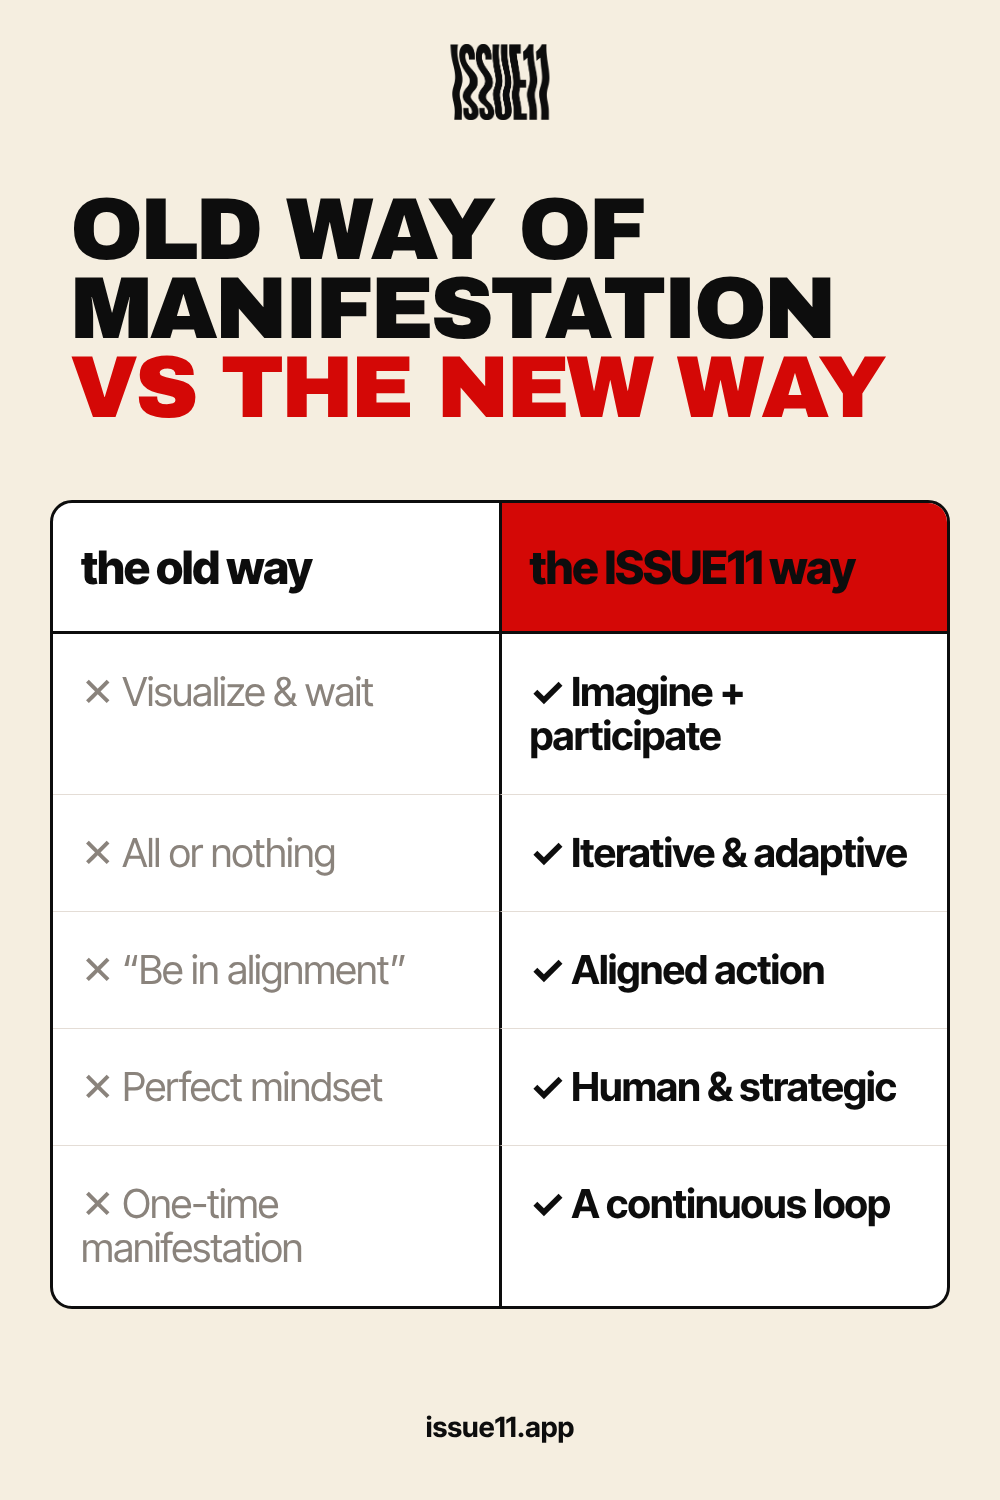 ISSUE11
OLD WAY OF
MANIFESTATION
VS THE NEW WAY
the old way
the ISSUE11 way
✕ Visualize & wait
✓ Imagine +
participate
✕ All or nothing
✓ Iterative & adaptive
✕ “Be in alignment”
✓ Aligned action
✕ Perfect mindset
✓ Human & strategic
✕ One-time
manifestation
✓ A continuous loop
issue11.app